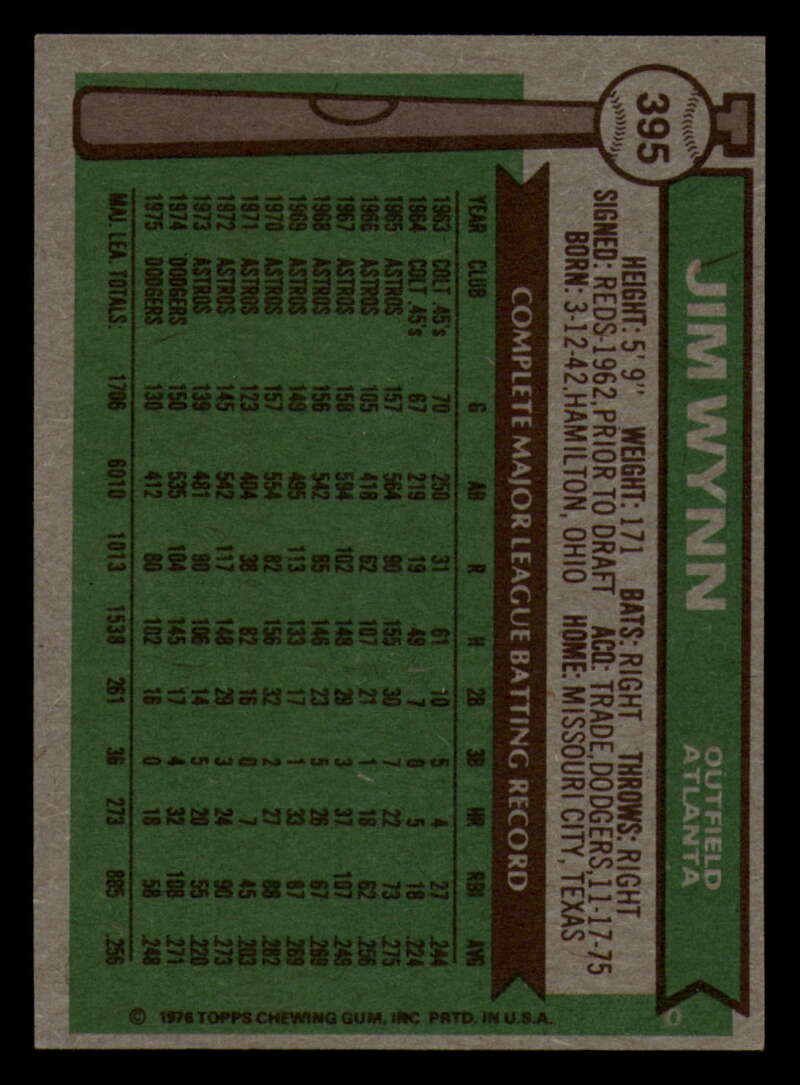 395
JIM WYNN
OUTFIELD
ATLANTA
HEIGHT: 5' 9" WEIGHT: 171 BATS: RIGHT THROWS: RIGHT
SIGNED: REDS-1962, PRIOR TO DRAFT ACQ: TRADE, DODGERS, 11-17-75
BORN: 3-12-42, HAMILTON, OHIO HOME: MISSOURI CITY, TEXAS
COMPLETE MAJOR LEAGUE BATTING RECORD
YEAR CLUB G AB R H 2B 3B HR RBI AVG
1963 COLT .45's 70 250 31 61 10 5 4 27 .244
1964 COLT .45's 67 219 19 49 7 0 5 18 .224
1965 ASTROS 157 564 90 155 30 7 22 73 .275
1966 ASTROS 105 418 62 107 21 1 18 62 .256
1967 ASTROS 158 594 102 148 29 3 37 107 .249
1968 ASTROS 156 542 85 146 23 5 26 67 .269
1969 ASTROS 149 495 113 133 17 1 33 87 .269
1970 ASTROS 157 554 82 156 32 2 27 88 .282
1971 ASTROS 123 404 38 82 16 0 7 45 .203
1972 ASTROS 145 542 117 148 29 3 24 90 .273
1973 ASTROS 139 481 90 106 14 5 20 55 .220
1974 DODGERS 150 535 104 145 17 4 32 108 .271
1975 DODGERS 130 412 80 102 16 0 18 58 .248
MAJ. LEA. TOTALS: 1706 6010 1013 1538 261 36 273 885 .256
© 1976 TOPPS CHEWING GUM, INC. PRTD. IN U.S.A.